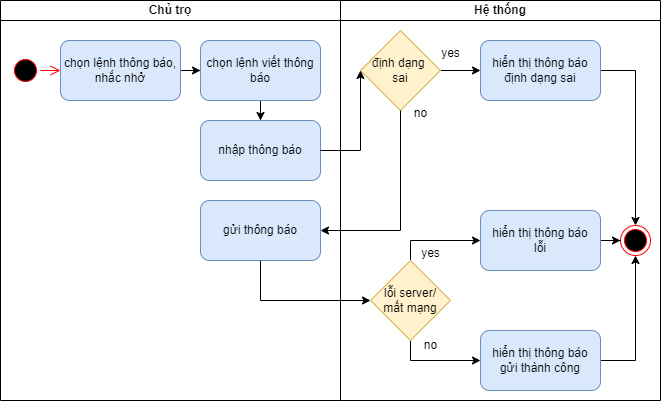 Chủ trọ
Hệ thống
chọn lệnh thông báo,
nhắc nhở
chọn lệnh viết thông
báo
định dạng
sai
yes
hiển thị thông báo
định dạng sai
no
nhập thông báo
gửi thông báo
hiển thị thông báo
lỗi
yes
lỗi server/
mất mạng
no
hiển thị thông báo
gửi thành công